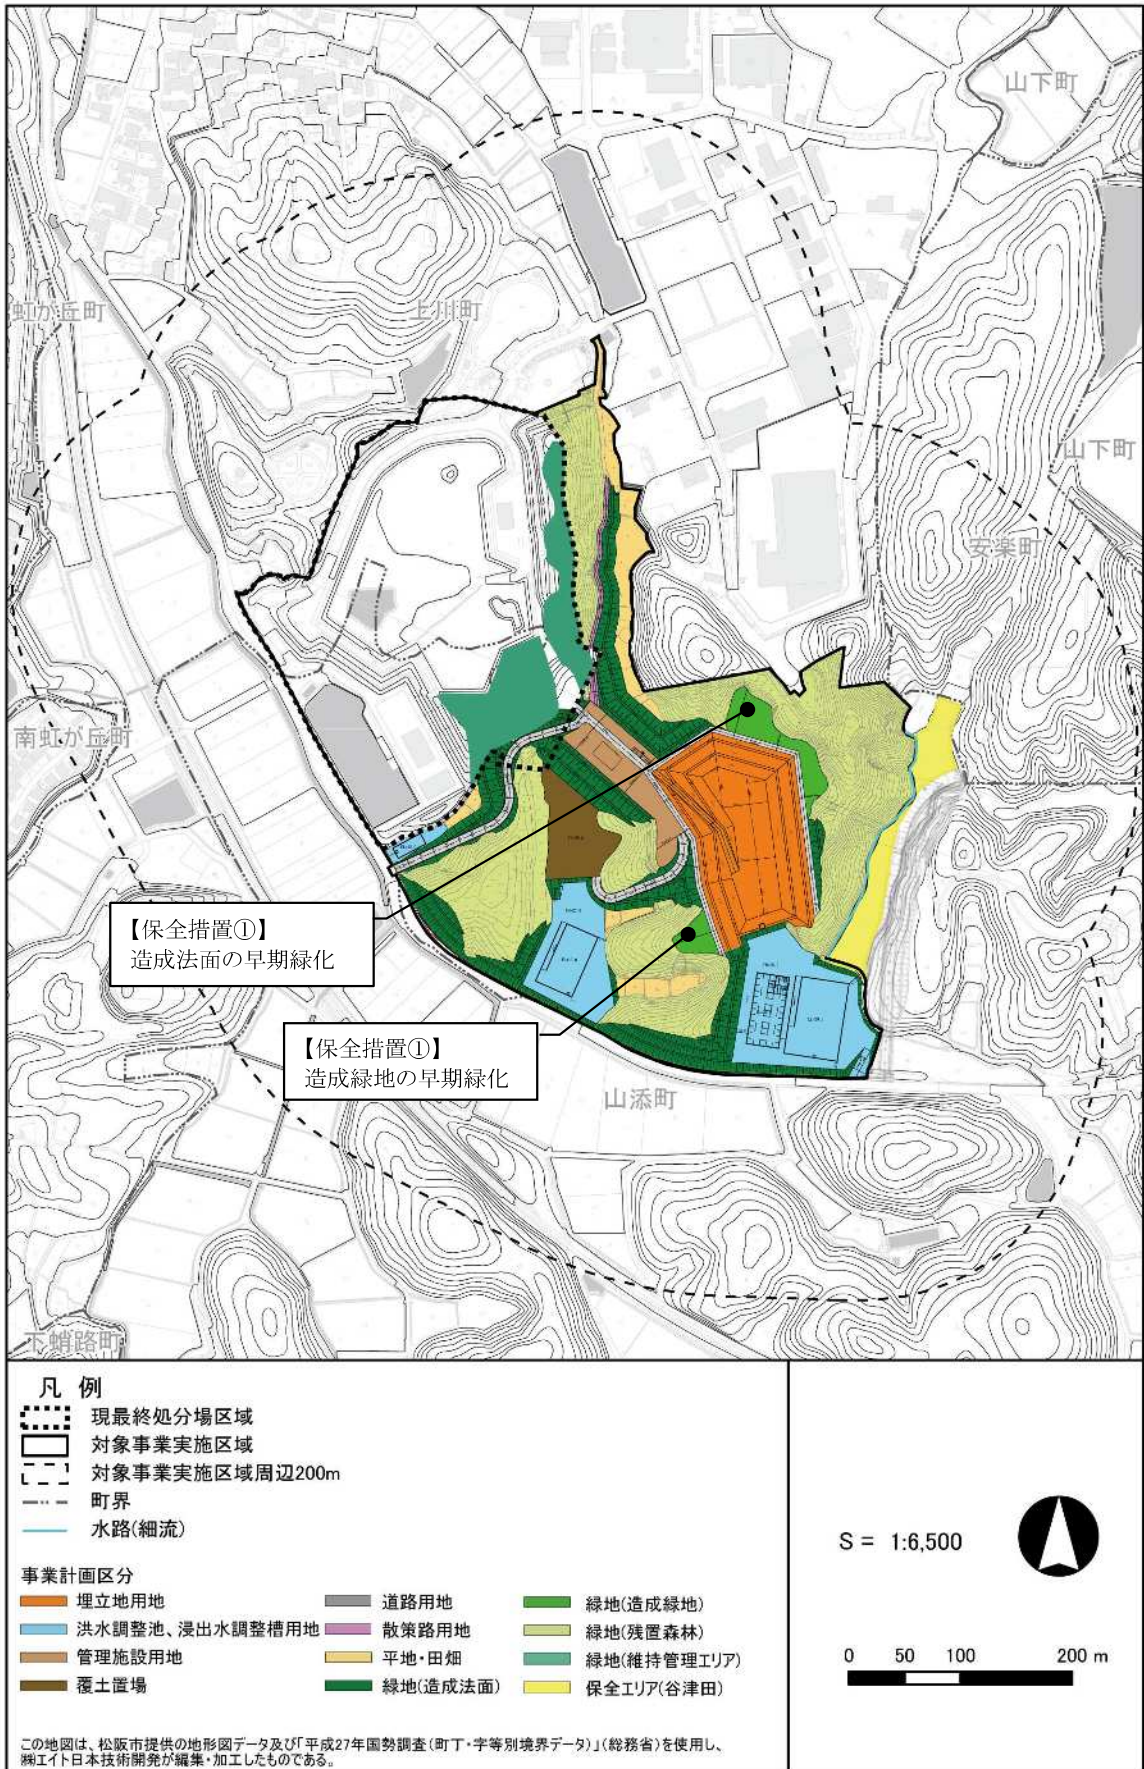 山下町
虹が丘町
上川町
山下町
安楽町
南虹が丘町
【保全措置①】
造成法面の早期緑化
【保全措置①】
造成緑地の早期緑化
山添町
下蛸路町
凡 例
現最終処分場区域
対象事業実施区域
対象事業実施区域周辺200m
町界
水路(細流)
事業計画区分
埋立地用地
洪水調整池、浸出水調整槽用地
管理施設用地
覆土置場
道路用地
散策路用地
平地・田畑
緑地(造成法面)
緑地(造成緑地)
緑地(残置森林)
緑地(維持管理エリア)
保全エリア(谷津田)
S = 1:6,500
0 50 100 200 m
この地図は、松阪市提供の地形図データ及び「平成27年国勢調査(町丁・字等別境界データ)」(総務省)を使用し、
㈱エイト日本技術開発が編集・加工したものである。